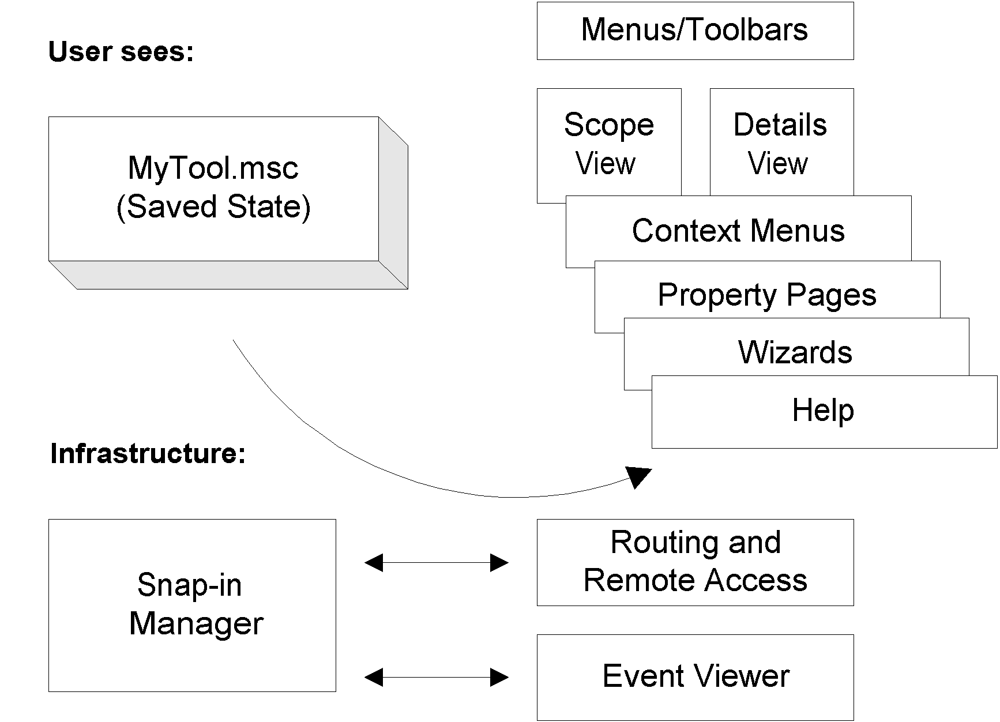 User sees:
MyTool.msc
(Saved State)
Menus/Toolbars
Scope
View
Details
View
Context Menus
Property Pages
Wizards
Help
Infrastructure:
Snap-in
Manager
Routing and
Remote Access
Event Viewer